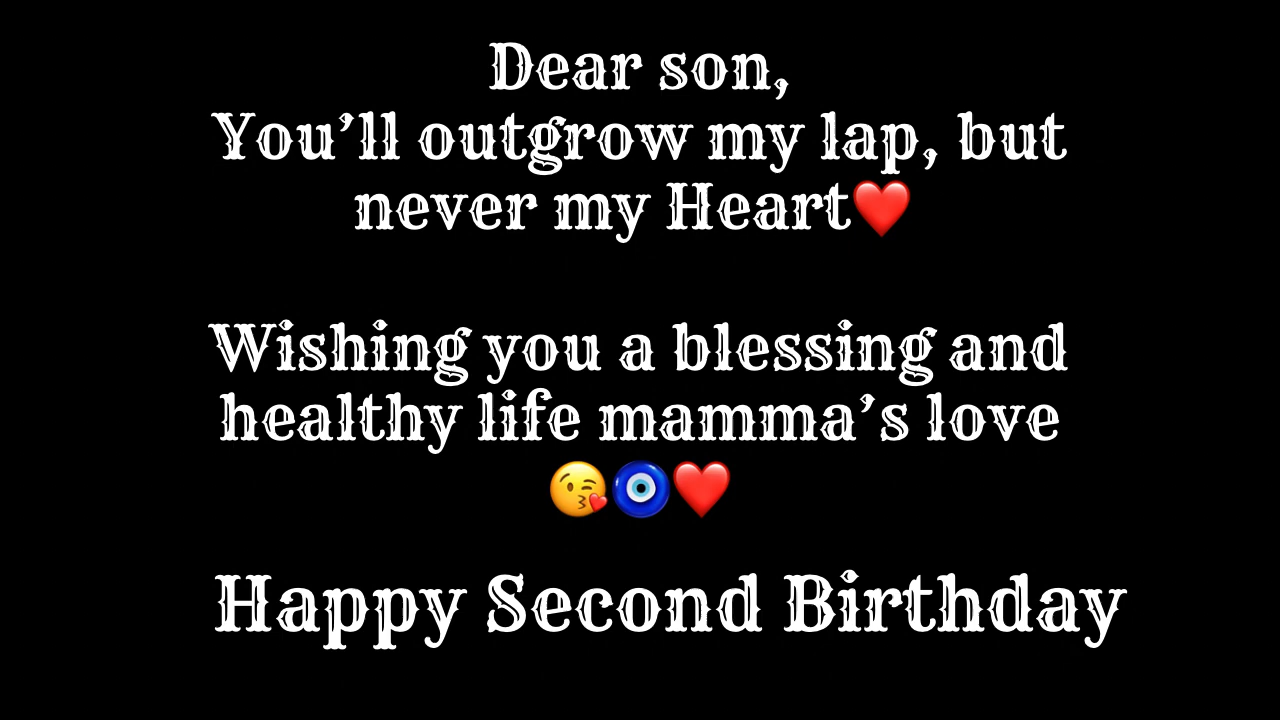 Dear son,
You’ll outgrow my lap, but
never my Heart❤️
Wishing you a blessing and
healthy life mamma’s love
😘🧿❤️
Happy Second Birthday